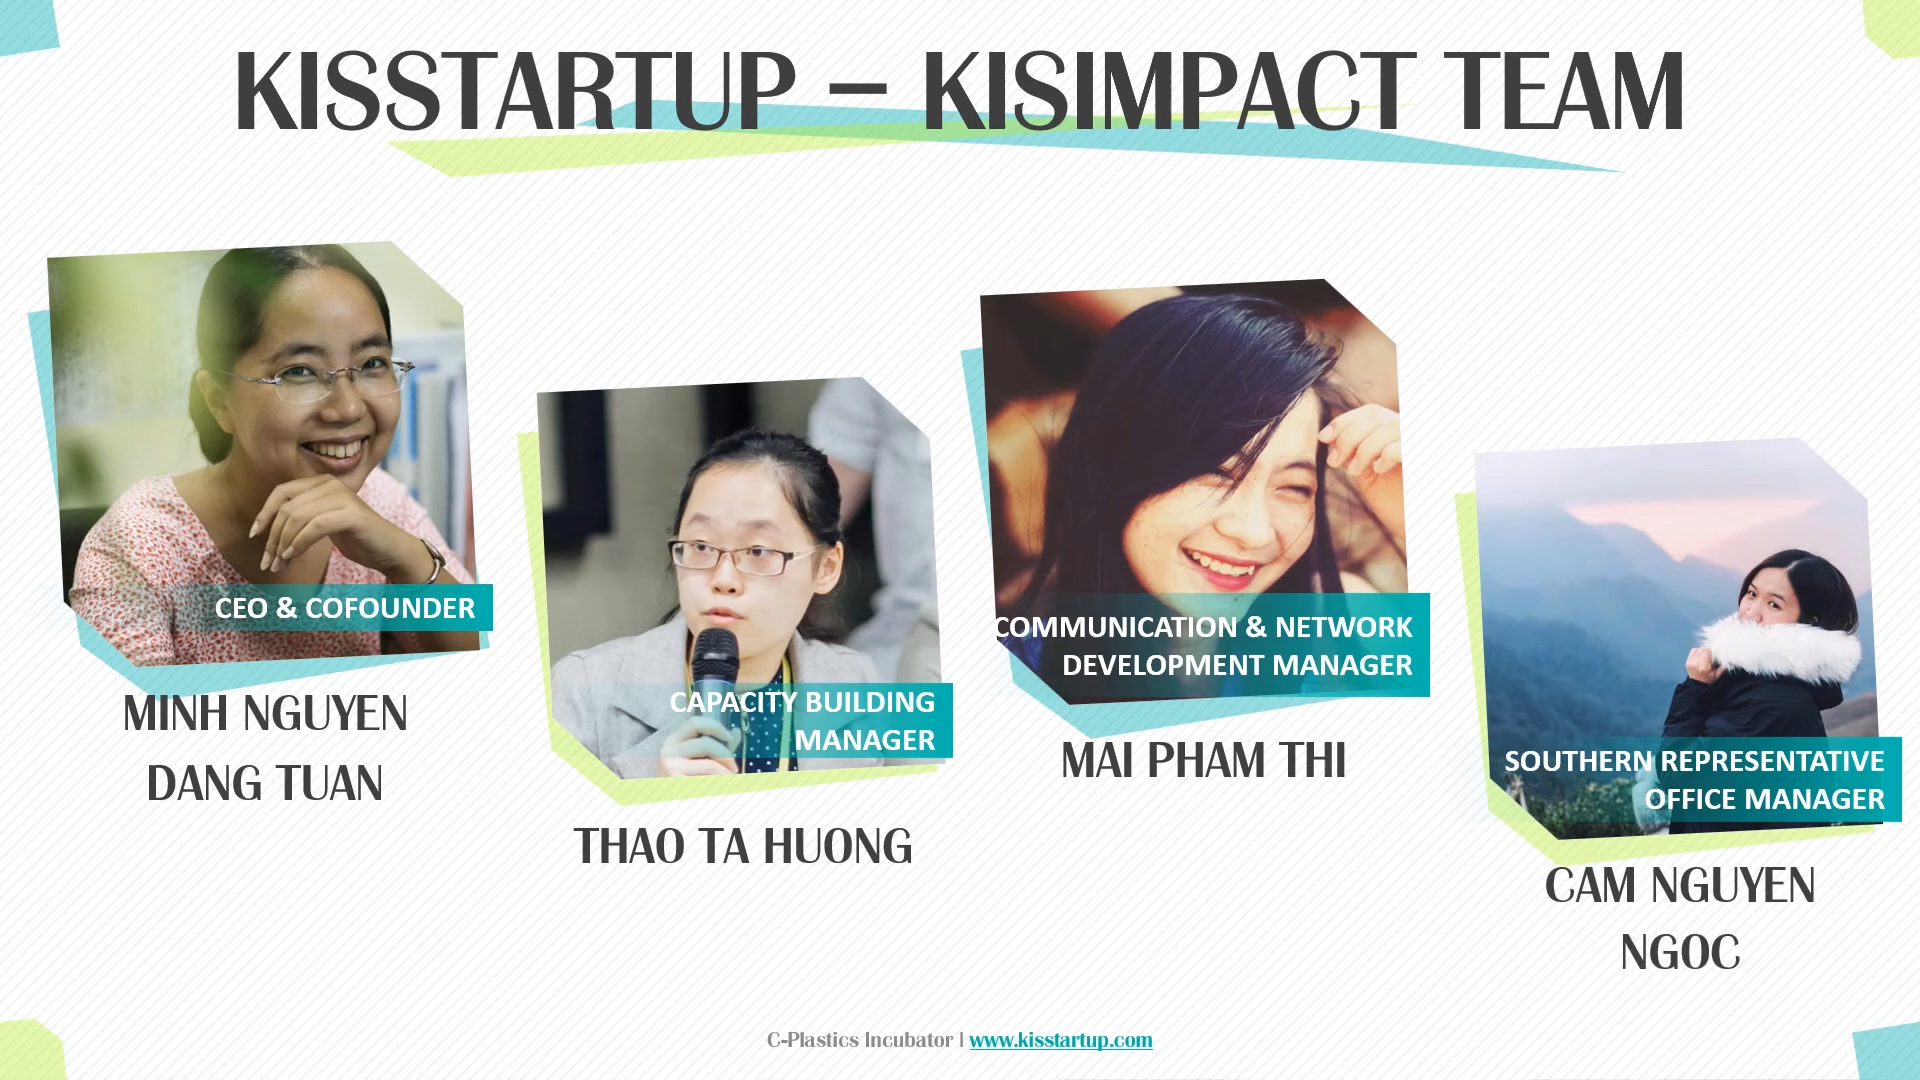 KISSTARTUP – KISIMPACT TEAM
CEO & COFOUNDER
MINH NGUYEN
DANG TUAN
CAPACITY BUILDING
MANAGER
THAO TA HUONG
COMMUNICATION & NETWORK
DEVELOPMENT MANAGER
MAI PHAM THI
SOUTHERN REPRESENTATIVE
OFFICE MANAGER
CAM NGUYEN
NGOC
C-Plastics Incubator | www.kisstartup.com